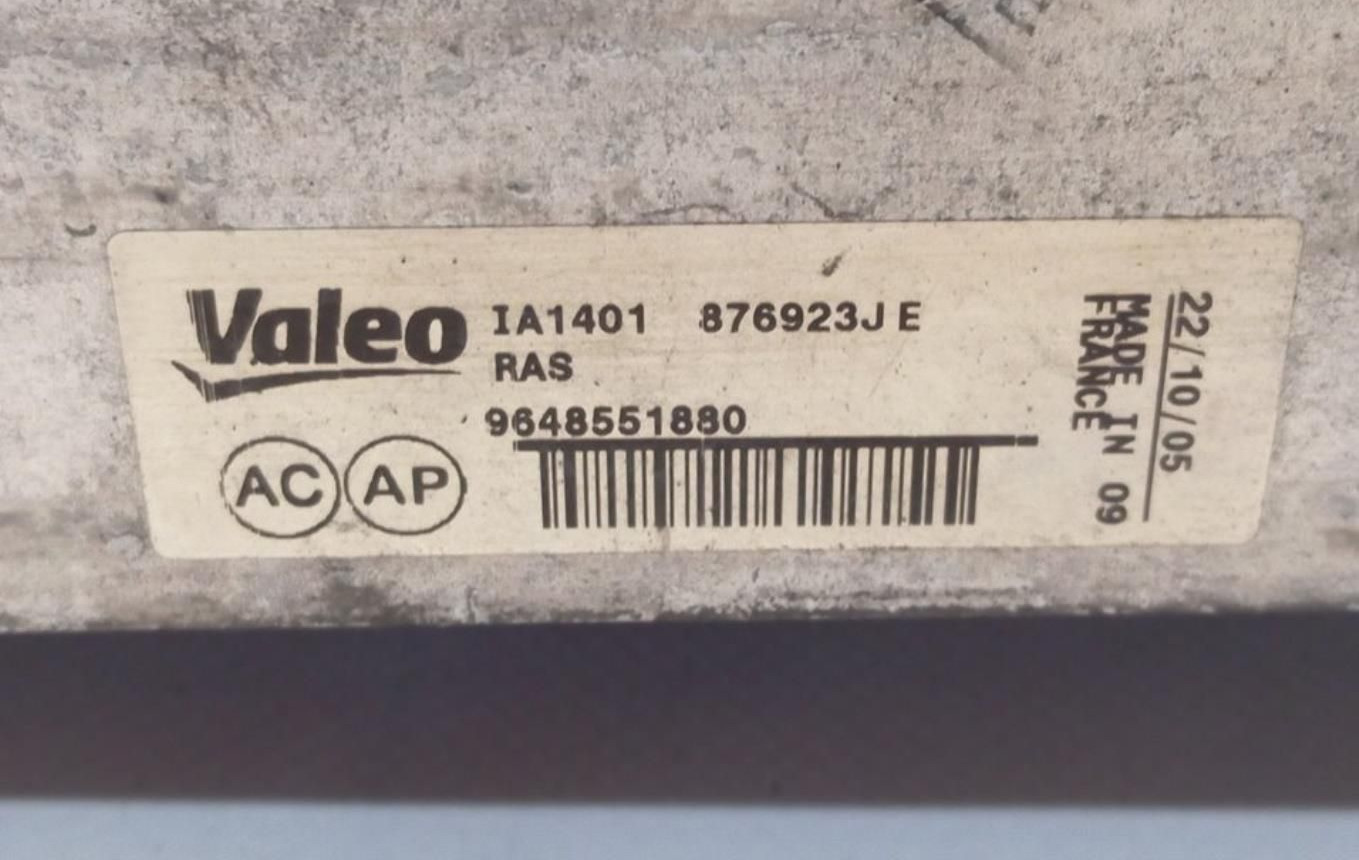 Valeo
IA1401 876923J E
RAS
9648551880
AC AP
22/10/05
MADE IN 09
FRANCE